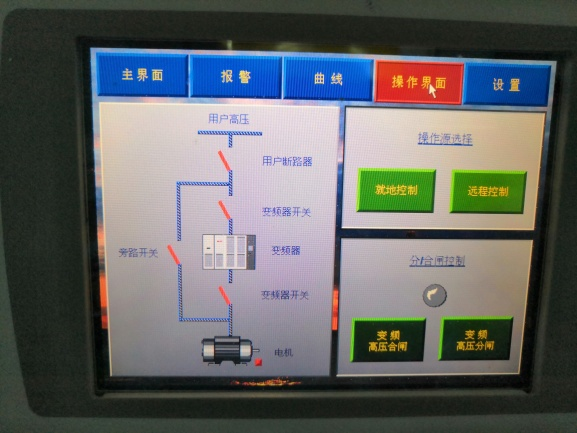 主界面
报警
曲线
操作界面
设置
用户高压
用户断路器
变频器开关
旁路开关
变频器
变频器开关
电机
操作源选择
就地控制
远程控制
分/合闸控制
变频
高压合闸
变频
高压分闸